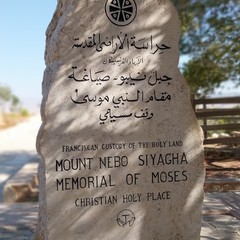 حراسة الأراضي المقدسة
جبل نيبو - صياغة
مقام النبي موسى
وقف مسيحي
FRANCISCAN CUSTODY OF THE HOLY LAND
MOUNT NEBO SIYAGHA
MEMORIAL OF MOSES
CHRISTIAN HOLY PLACE